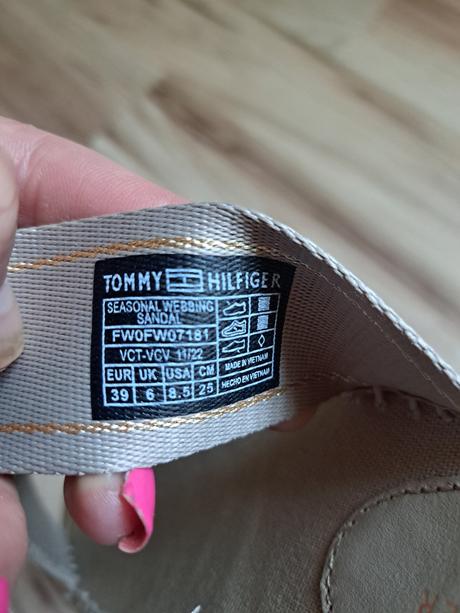 TOMMY HILFIGER
SEASONAL WEBBING
SANDAL
FW0FW07181
VCT-VCV 11/22
MADE IN VIETNAM
EUR UK USA CM
39 6 8.5 25
HECHO EN VIETNAM